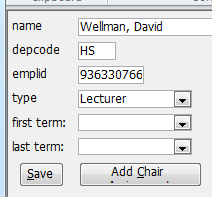 name Wellman, David
depcode HS
emplid 936330766
type Lecturer
first term:
last term:
Save Add Chair